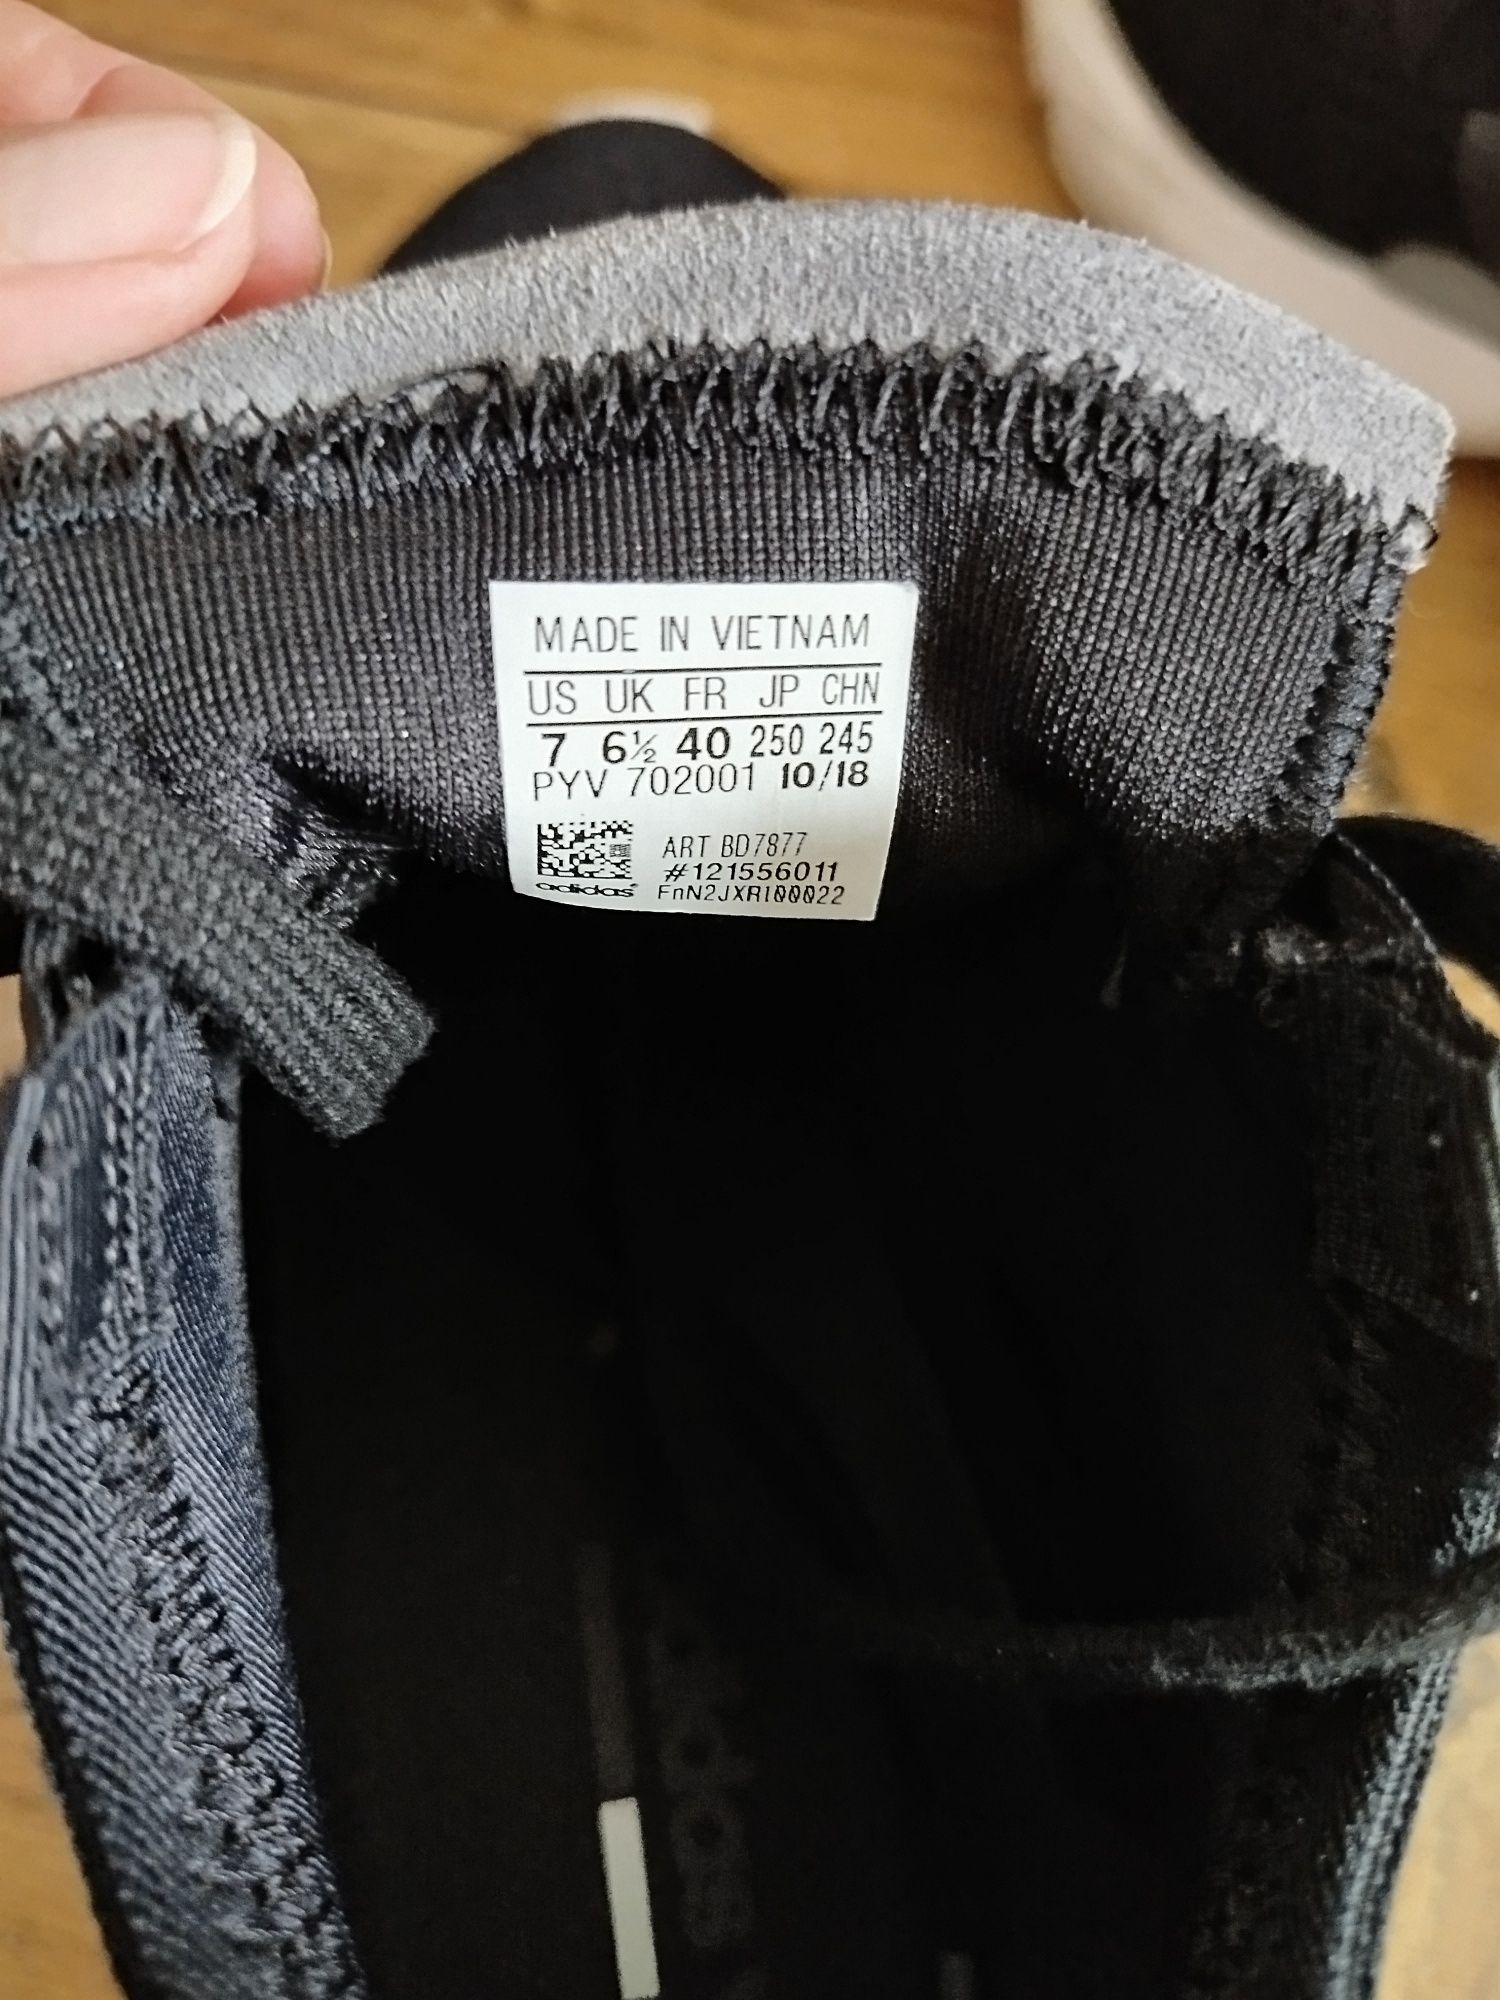 MADE IN VIETNAM
US UK FR JP CHN
7 6½ 40 250 245
PYV 702001 10/18
ART BD7877
#121556011
adidas
FnN2JXRI00022